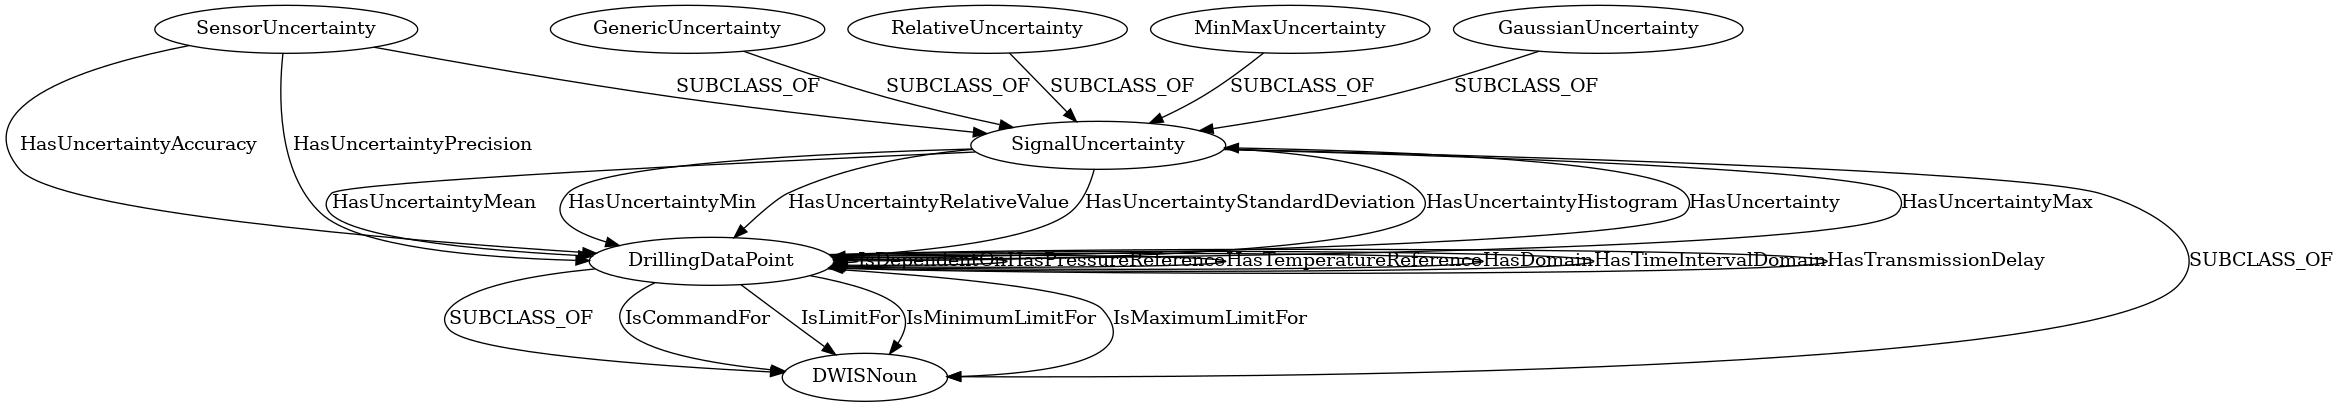 SensorUncertainty
GenericUncertainty
RelativeUncertainty
MinMaxUncertainty
GaussianUncertainty
SUBCLASS_OF
SUBCLASS_OF
SUBCLASS_OF
SUBCLASS_OF
SUBCLASS_OF
HasUncertaintyAccuracy
HasUncertaintyPrecision
SignalUncertainty
HasUncertaintyMean
HasUncertaintyMin
HasUncertaintyRelativeValue
HasUncertaintyStandardDeviation
HasUncertaintyHistogram
HasUncertainty
HasUncertaintyMax
DrillingDataPoint
IsDependentOn
HasPressureReference
HasTemperatureReference
HasDomain
HasTimeIntervalDomain
HasTransmissionDelay
SUBCLASS_OF
SUBCLASS_OF
IsCommandFor
IsLimitFor
IsMinimumLimitFor
IsMaximumLimitFor
DWISNoun